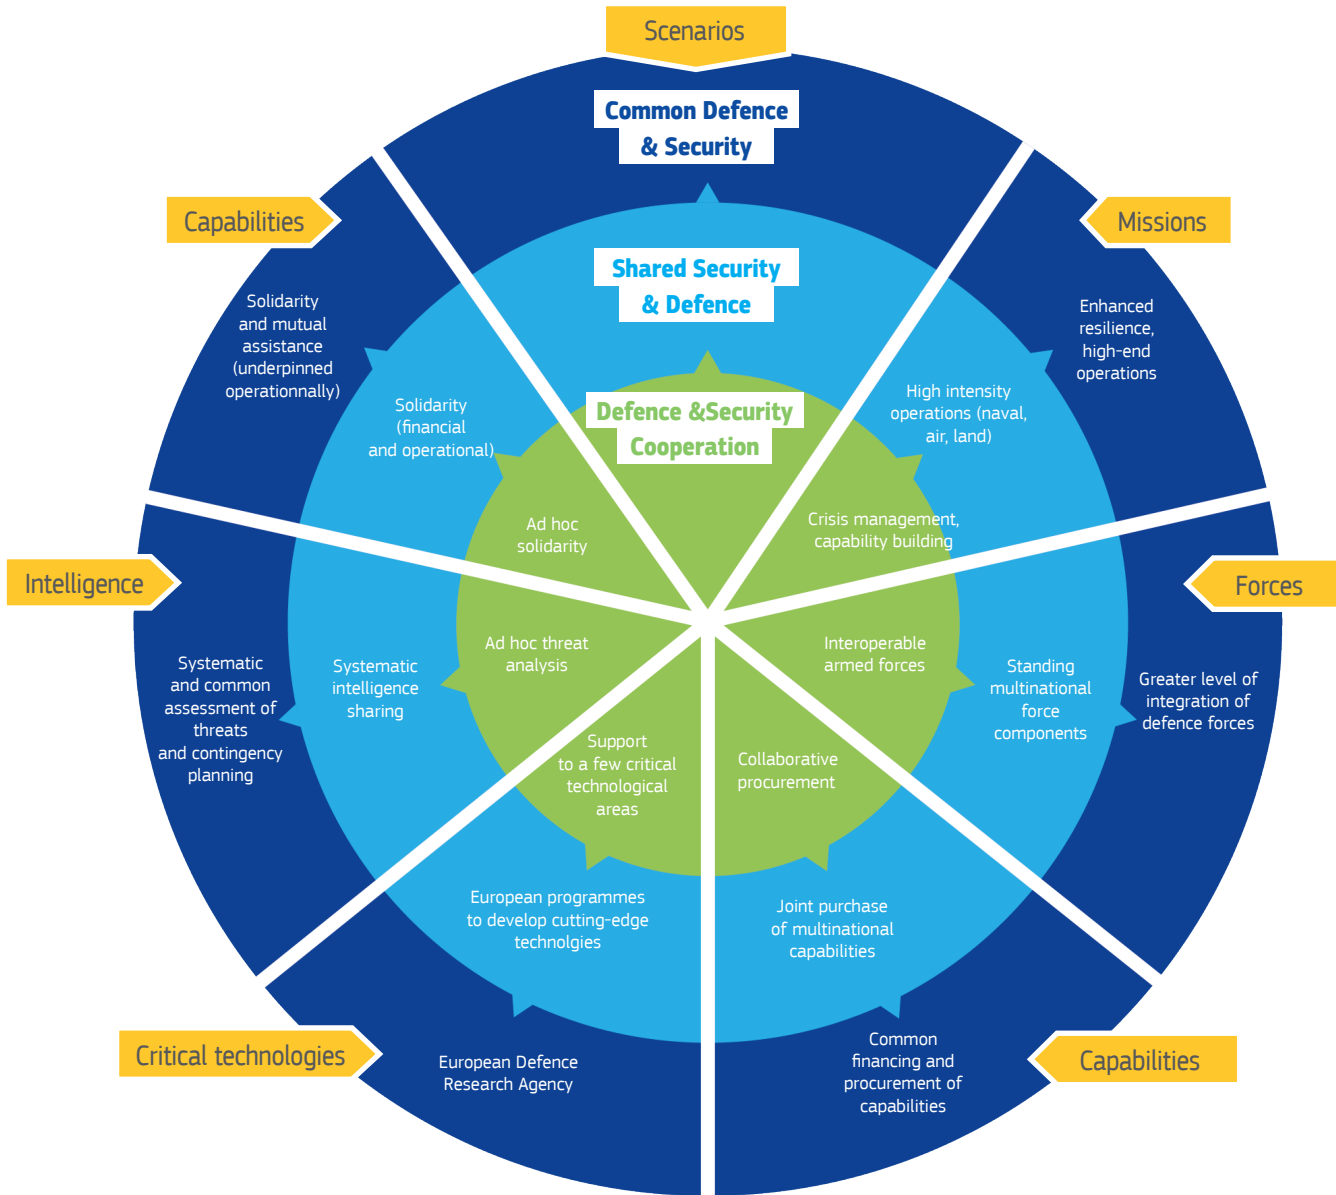 Scenarios
Common Defence
& Security
Shared Security
& Defence
Defence &Security
Cooperation
Missions
Enhanced
resilience,
high-end
operations
High intensity
operations (naval,
air, land)
Crisis management,
capability building
Forces
Greater level of
integration of
defence forces
Standing
multinational
force
components
Interoperable
armed forces
Capabilities
Common
financing and
procurement of
capabilities
Joint purchase
of multinational
capabilities
Collaborative
procurement
Critical technologies
European Defence
Research Agency
European programmes
to develop cutting-edge
technolgies
Support
to a few critical
technological
areas
Intelligence
Systematic
and common
assessment of
threats
and contingency
planning
Systematic
intelligence
sharing
Ad hoc threat
analysis
Capabilities
Solidarity
and mutual
assistance
(underpinned
operationnally)
Solidarity
(financial
and operational)
Ad hoc
solidarity